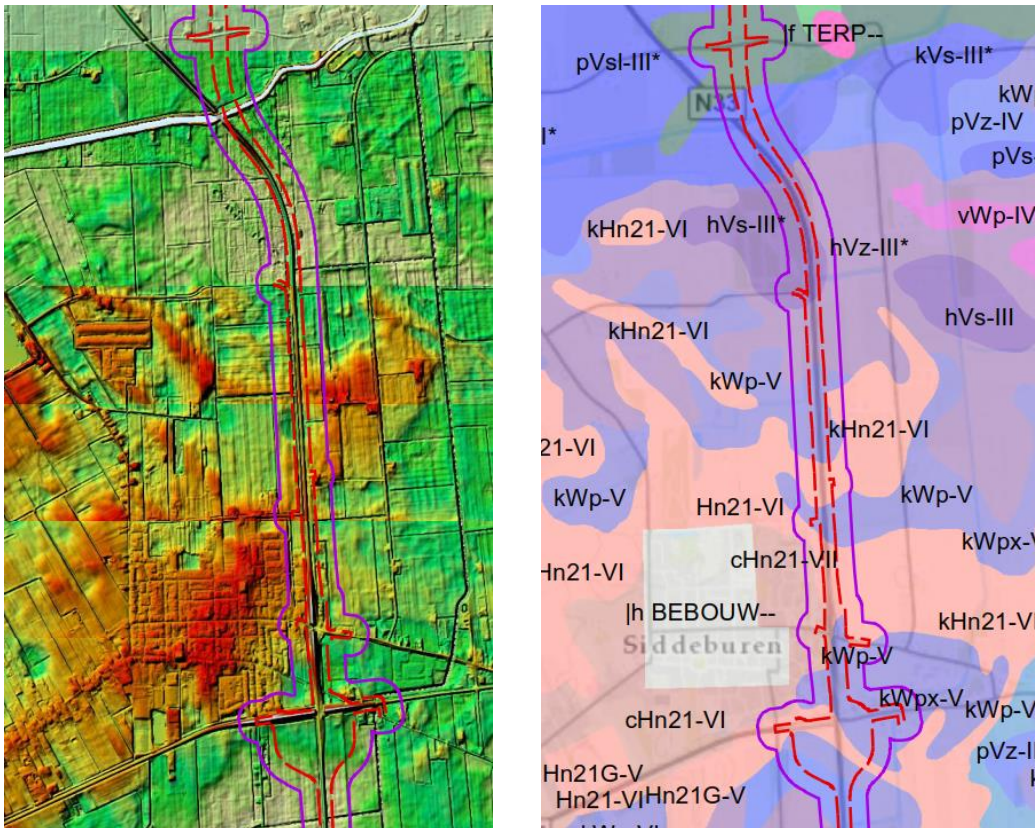 |f TERP--
pVsl-III*
kVs-III*
N33
kW
pVz-IV
I*
pVs-
vWp-IV
kHn21-VI
hVs-III*
hVz-III*
hVs-III
kHn21-VI
kWp-V
kHn21-VI
21-VI
kWp-V
Hn21-VI
kWp-V
kWpx-V
cHn21-VII
Hn21-VI
|h BEBOUW--
kHn21-VI
Siddeburen
kWp-V
kWpx-V
kWp-V
cHn21-VI
pVz-I
Hn21G-V
Hn21-VI
Hn21G-V